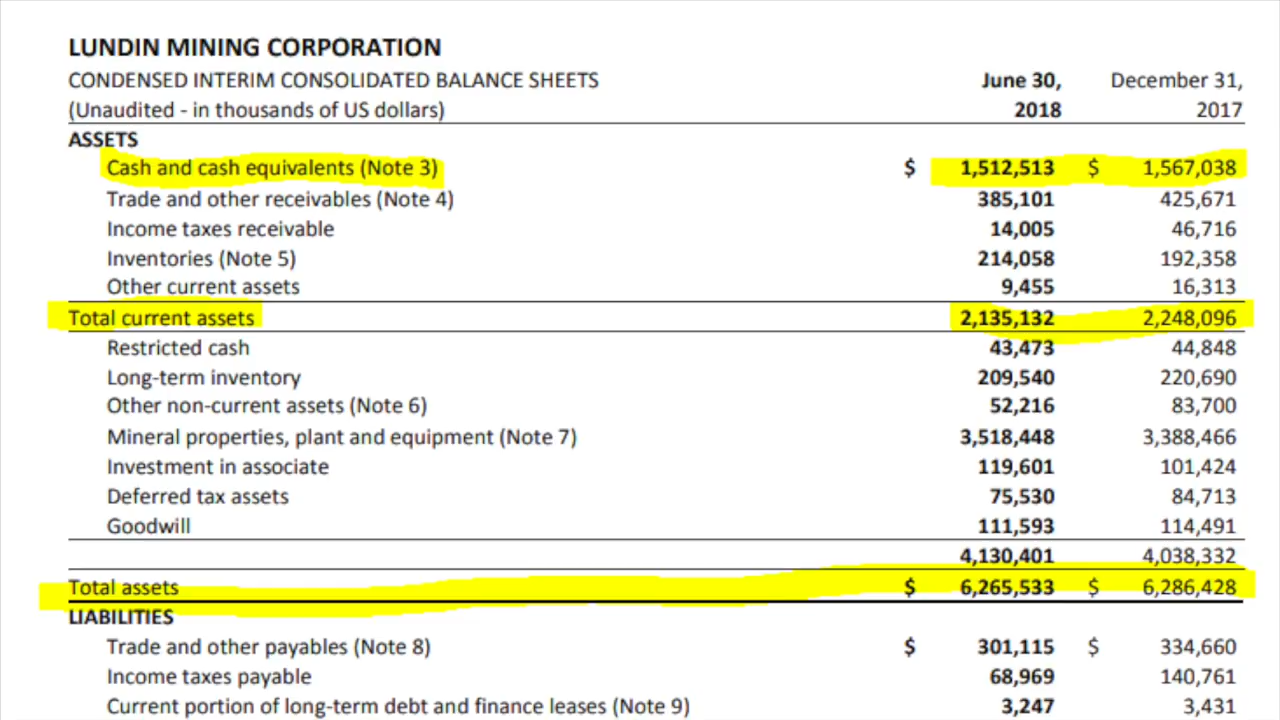 LUNDIN MINING CORPORATION
CONDENSED INTERIM CONSOLIDATED BALANCE SHEETS June 30, December 31,
(Unaudited - in thousands of US dollars) 2018 2017
ASSETS
Cash and cash equivalents (Note 3) $ 1,512,513 $ 1,567,038
Trade and other receivables (Note 4) 385,101 425,671
Income taxes receivable 14,005 46,716
Inventories (Note 5) 214,058 192,358
Other current assets 9,455 16,313
Total current assets 2,135,132 2,248,096
Restricted cash 43,473 44,848
Long-term inventory 209,540 220,690
Other non-current assets (Note 6) 52,216 83,700
Mineral properties, plant and equipment (Note 7) 3,518,448 3,388,466
Investment in associate 119,601 101,424
Deferred tax assets 75,530 84,713
Goodwill 111,593 114,491
4,130,401 4,038,332
Total assets $ 6,265,533 $ 6,286,428
LIABILITIES
Trade and other payables (Note 8) $ 301,115 $ 334,660
Income taxes payable 68,969 140,761
Current portion of long-term debt and finance leases (Note 9) 3,247 3,431